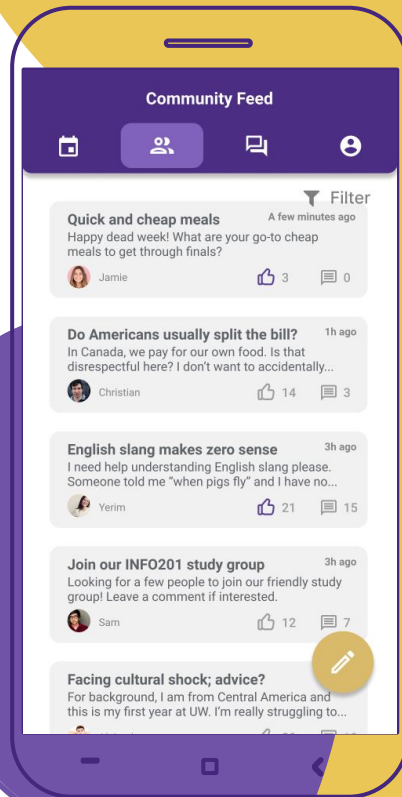 Community Feed
Filter
Quick and cheap meals
A few minutes ago
Happy dead week! What are your go-to cheap
meals to get through finals?
Jamie
3
0
Do Americans usually split the bill?
1h ago
In Canada, we pay for our own food. Is that
disrespectful here? I don't want to accidentally...
Christian
14
3
English slang makes zero sense
3h ago
I need help understanding English slang please.
Someone told me "when pigs fly" and I have no...
Yerim
21
15
Join our INFO201 study group
3h ago
Looking for a few people to join our friendly study
group! Leave a comment if interested.
Sam
12
7
Facing cultural shock; advice?
For background, I am from Central America and
this is my first year at UW. I'm really struggling to...